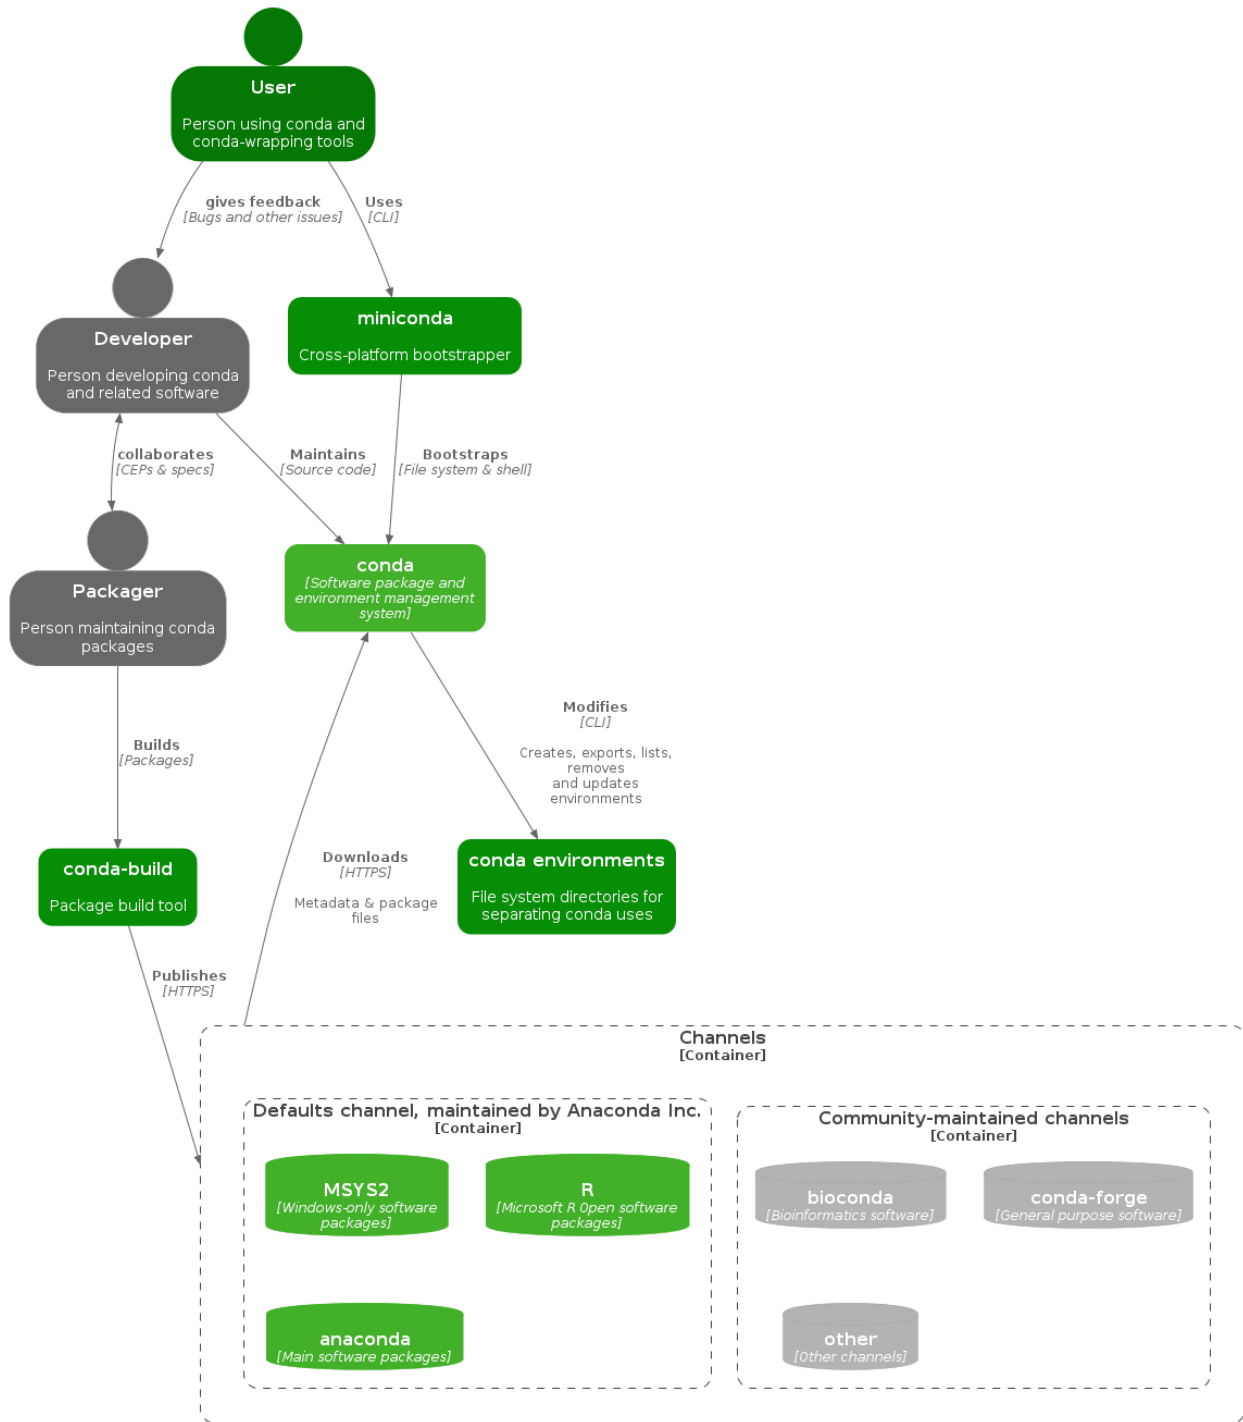 User
Person using conda and
conda-wrapping tools
gives feedback
[Bugs and other issues]
Uses
[CLI]
Developer
Person developing conda
and related software
miniconda
Cross-platform bootstrapper
collaborates
[CEPs & specs]
Maintains
[Source code]
Bootstraps
[File system & shell]
Packager
Person maintaining conda
packages
conda
[Software package and
environment management
system]
Builds
[Packages]
Modifies
[CLI]
Creates, exports, lists,
removes
and updates
environments
conda-build
Package build tool
Downloads
[HTTPS]
Metadata & package
files
conda environments
File system directories for
separating conda uses
Publishes
[HTTPS]
Channels
[Container]
Defaults channel, maintained by Anaconda Inc.
[Container]
MSYS2
[Windows-only software
packages]
R
[Microsoft R Open software
packages]
anaconda
[Main software packages]
Community-maintained channels
[Container]
bioconda
[Bioinformatics software]
conda-forge
[General purpose software]
other
[Other channels]